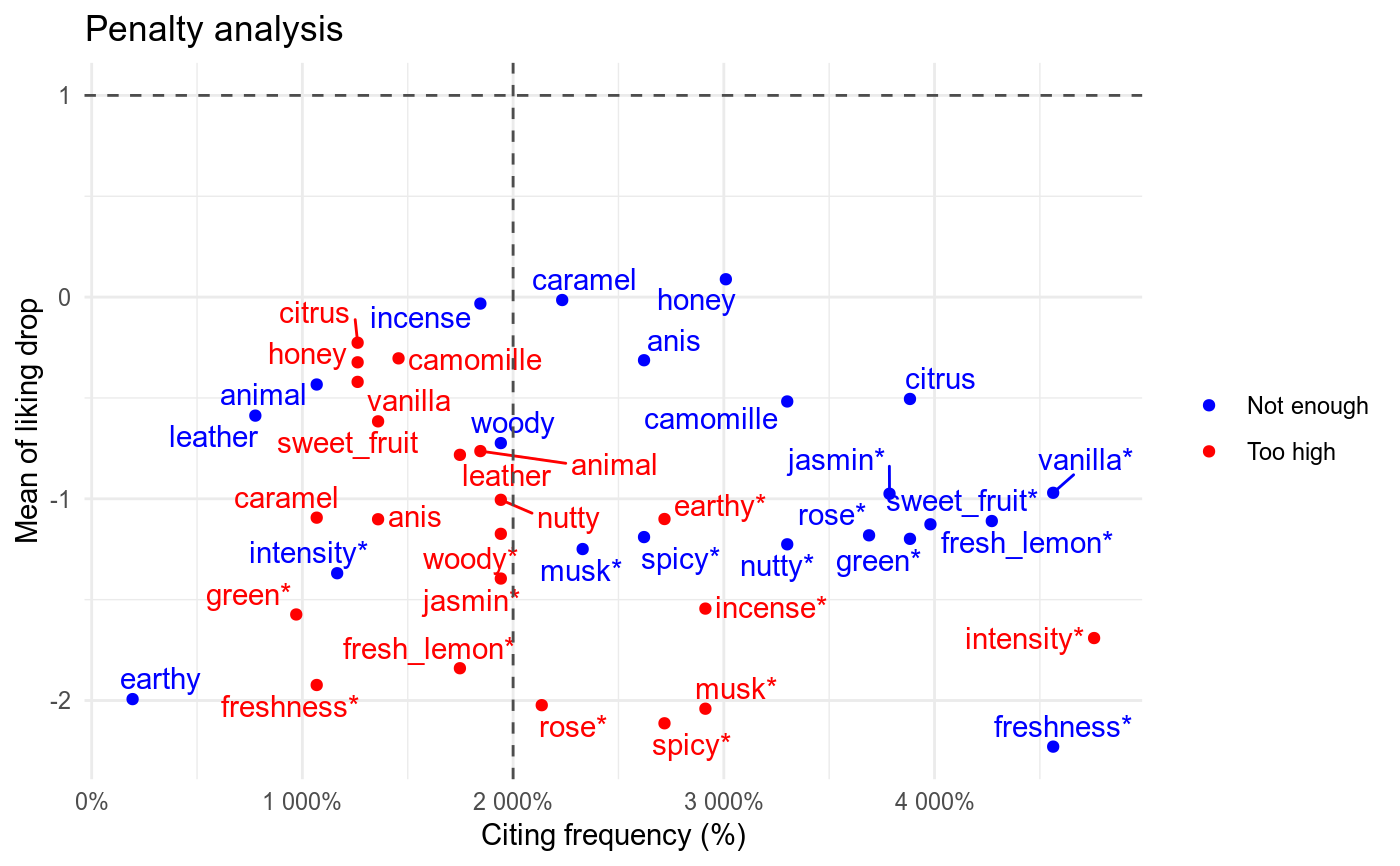 Penalty analysis
Mean of liking drop
1
0
-1
-2
caramel
honey
citrus
incense
anis
honey
camomille
animal
vanilla
citrus
leather
sweet_fruit
woody
camomille
leather
animal
jasmin*
vanilla*
caramel
anis
nutty
earthy*
rose*
sweet_fruit*
intensity*
woody*
musk*
spicy*
nutty*
green*
fresh_lemon*
green*
jasmin*
incense*
intensity*
fresh_lemon*
earthy
freshness*
rose*
musk*
spicy*
freshness*
0%
1 000%
2 000%
3 000%
4 000%
Citing frequency (%)
Not enough
Too high